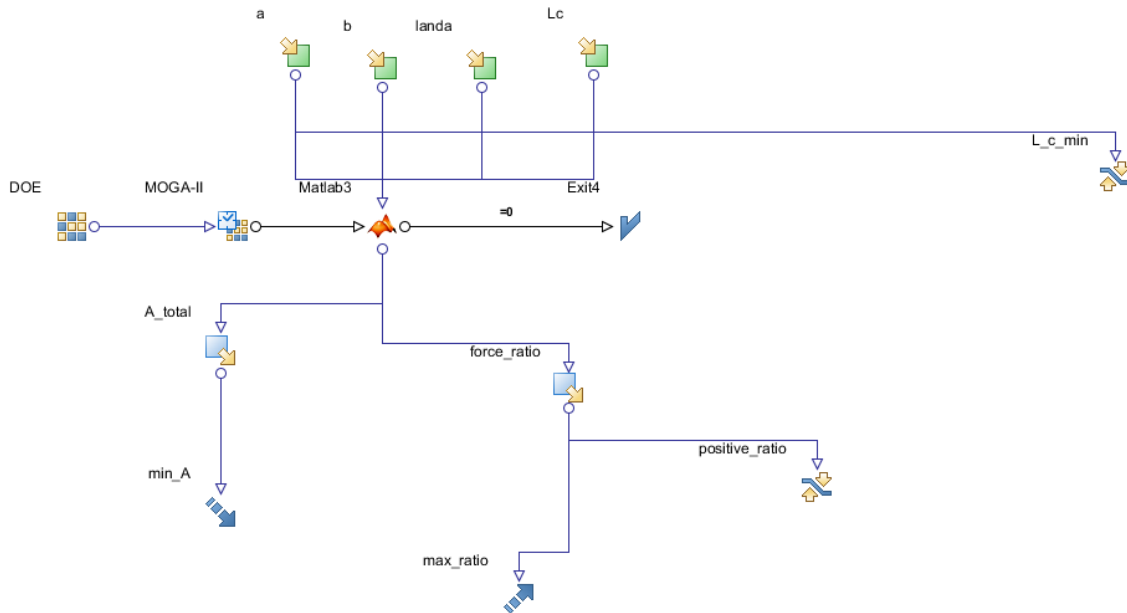 a
b
landa
Lc
L_c_min
DOE
MOGA-II
Matlab3
Exit4
=0
A_total
force_ratio
positive_ratio
min_A
max_ratio